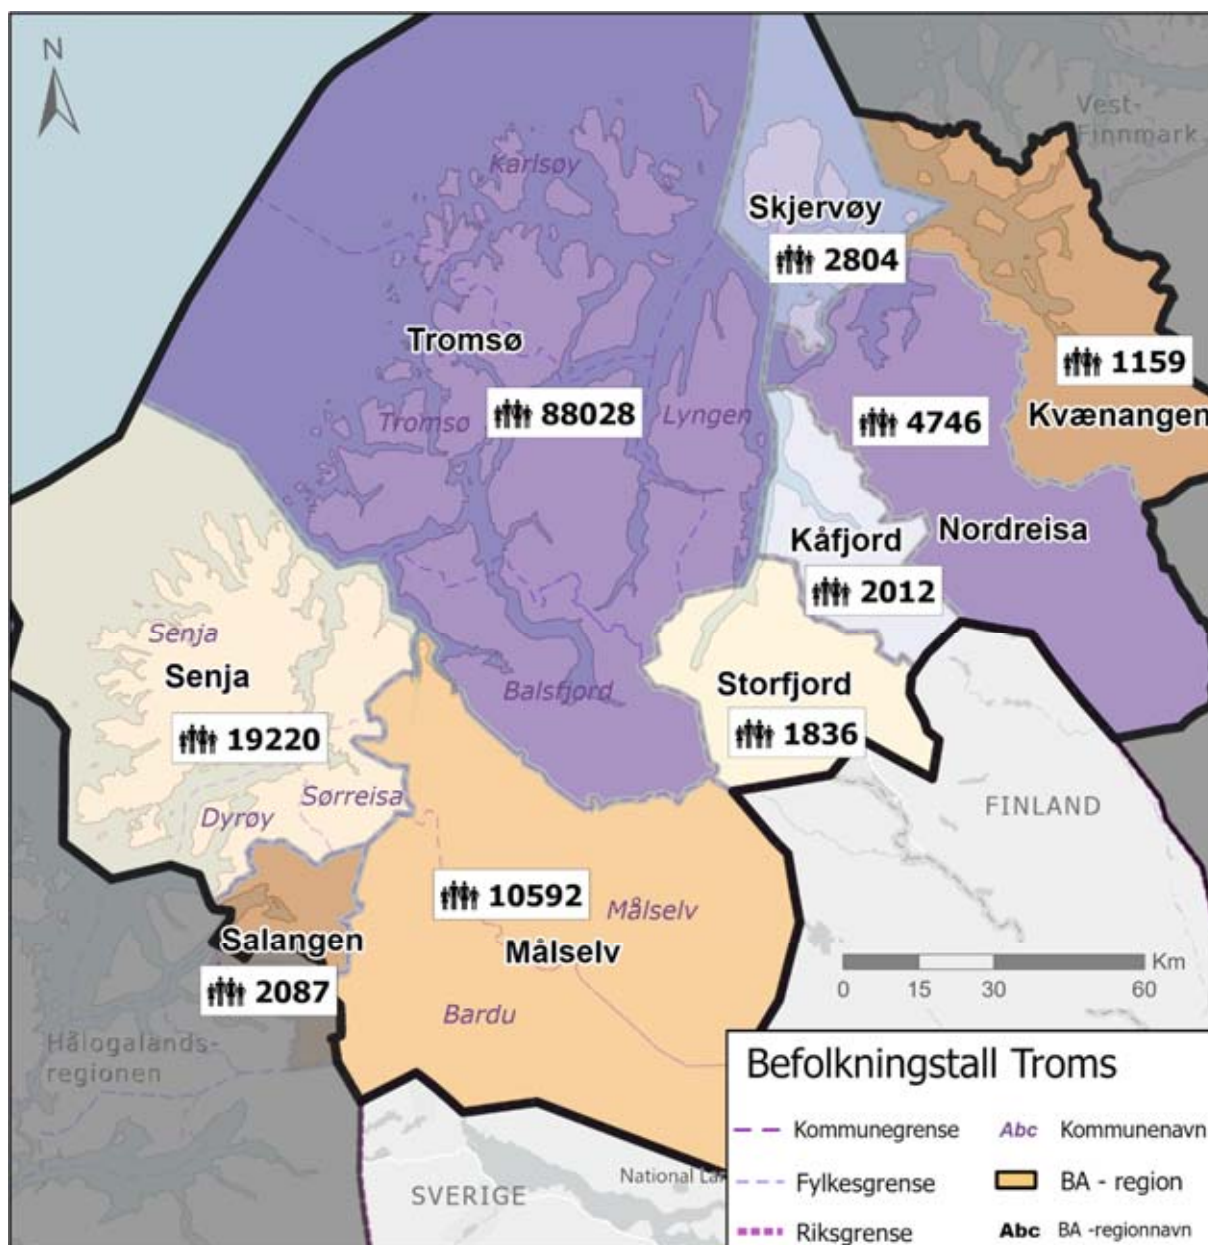 N
Vest-
Finnmark
Karlsøy
Skjervøy
2804
Tromsø
88028
Tromsø
Lyngen
1159
Kvænangen
4746
Nordreisa
Kåfjord
2012
Senja
Senja
19220
Storfjord
1836
Balsfjord
Sørreisa
Dyrøy
FINLAND
10592
Målselv
Målselv
Salangen
2087
Bardu
Hålogalands-
regionen
Km
0 15 30 60
SVERIGE
National
Befolkningstall Troms
Kommunegrense
Abc Kommunenavn
Fylkesgrense
BA - region
Riksgrense
Abc BA -regionnavn